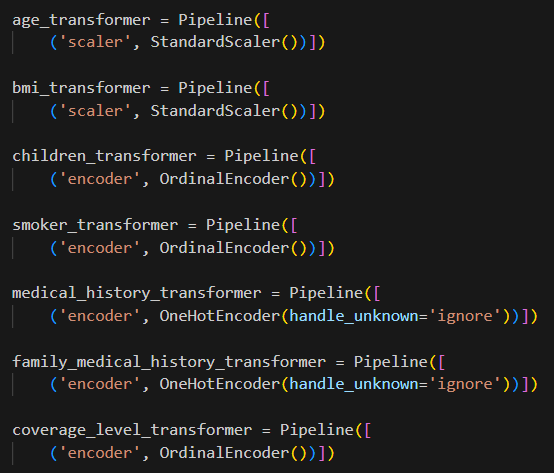 age_transformer = Pipeline([
    ('scaler', StandardScaler())])

bmi_transformer = Pipeline([
    ('scaler', StandardScaler())])

children_transformer = Pipeline([
    ('encoder', OrdinalEncoder())])

smoker_transformer = Pipeline([
    ('encoder', OrdinalEncoder())])

medical_history_transformer = Pipeline([
    ('encoder', OneHotEncoder(handle_unknown='ignore'))])

family_medical_history_transformer = Pipeline([
    ('encoder', OneHotEncoder(handle_unknown='ignore'))])

coverage_level_transformer = Pipeline([
    ('encoder', OrdinalEncoder())])